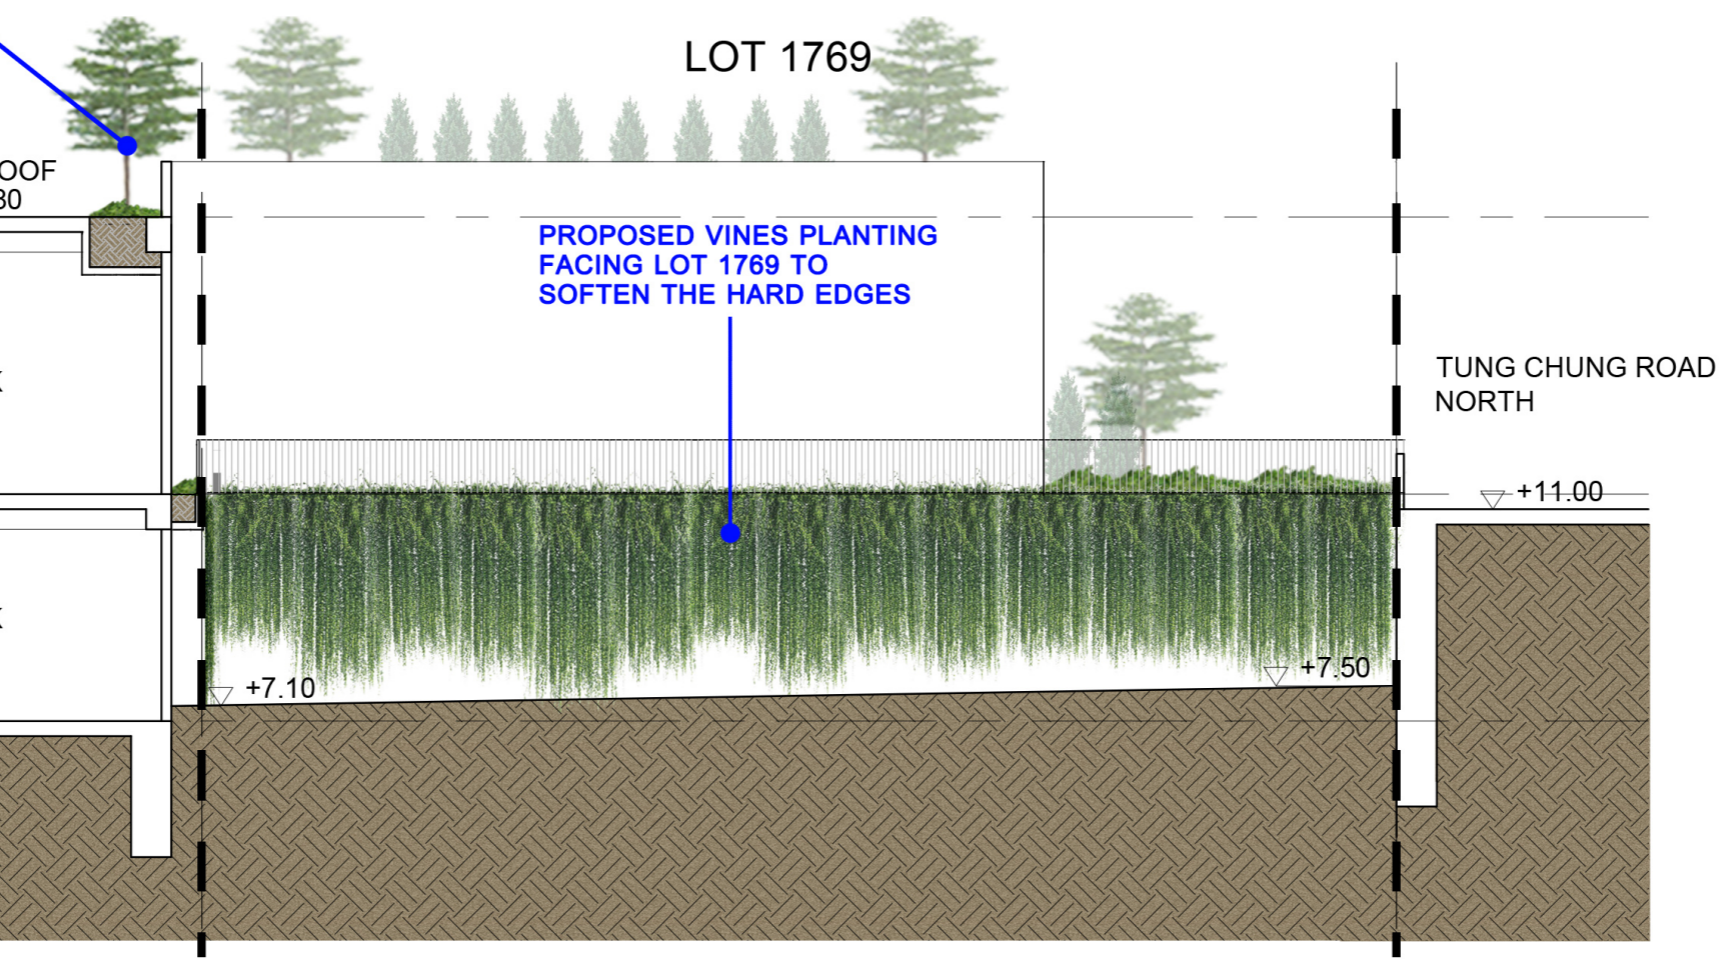 LOT 1769
OOF
30
PROPOSED VINES PLANTING
FACING LOT 1769 TO
SOFTEN THE HARD EDGES
TUNG CHUNG ROAD
NORTH
+11.00
+7.50
+7.10